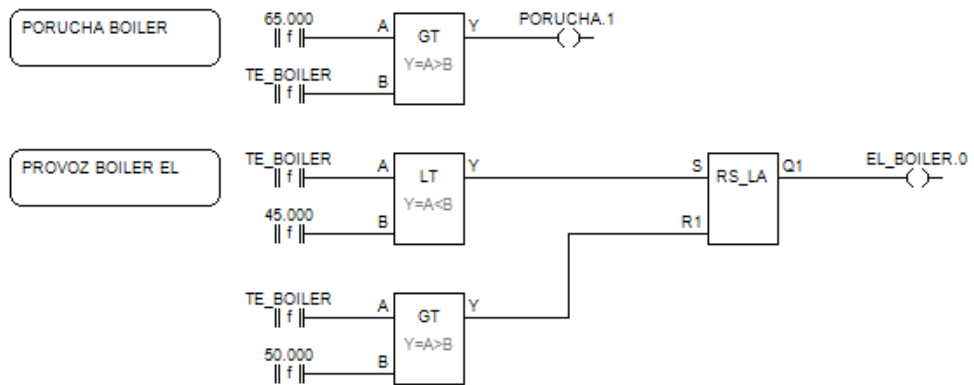 PORUCHA BOILER
65.000
f
A
GT
Y
PORUCHA.1
Y=A>B
TE_BOILER
f
B
PROVOZ BOILER EL
TE_BOILER
f
A
LT
Y
S
RS_LA
Q1
EL_BOILER.0
Y=A<B
45.000
f
B
R1
TE_BOILER
f
A
GT
Y
Y=A>B
50.000
f
B